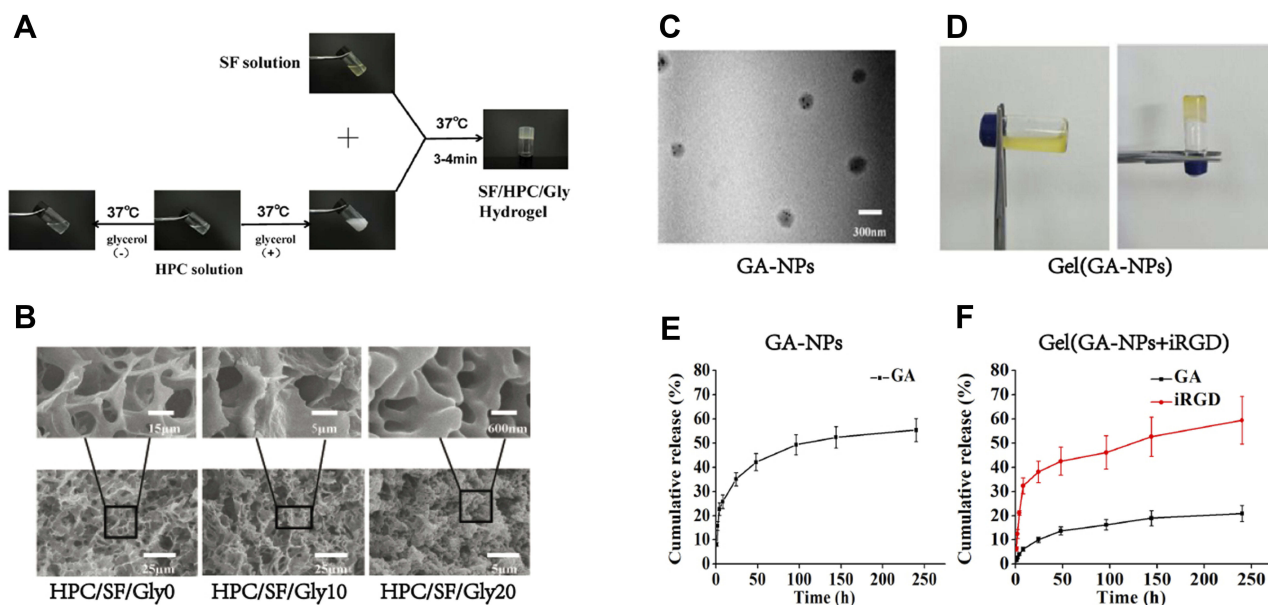 A
SF solution
37℃
3-4min
SF/HPC/Gly
Hydrogel
37℃
glycerol
(-)
37℃
glycerol
(+)
HPC solution
B
15μm
5μm
600nm
25μm
25μm
5μm
HPC/SF/Gly0
HPC/SF/Gly10
HPC/SF/Gly20
C
300nm
GA-NPs
D
Gel(GA-NPs)
E
GA-NPs
GA
Cumulative release (%)
80
70
60
50
40
30
20
10
0
0
50
100
150
200
250
Time (h)
F
Gel(GA-NPs+iRGD)
GA
iRGD
Cumulative release (%)
80
70
60
50
40
30
20
10
0
0
50
100
150
200
250
Time (h)